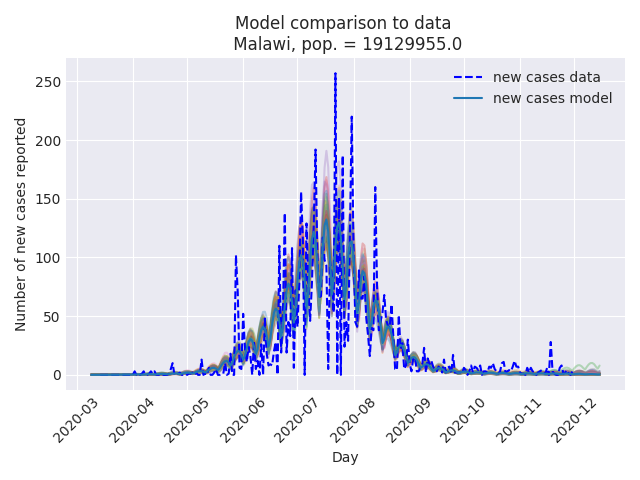 Model comparison to data
Malawi, pop. = 19129955.0
new cases data
new cases model
Number of new cases reported
250
200
150
100
50
0
2020-03
2020-04
2020-05
2020-06
2020-07
2020-08
2020-09
2020-10
2020-11
2020-12
Day